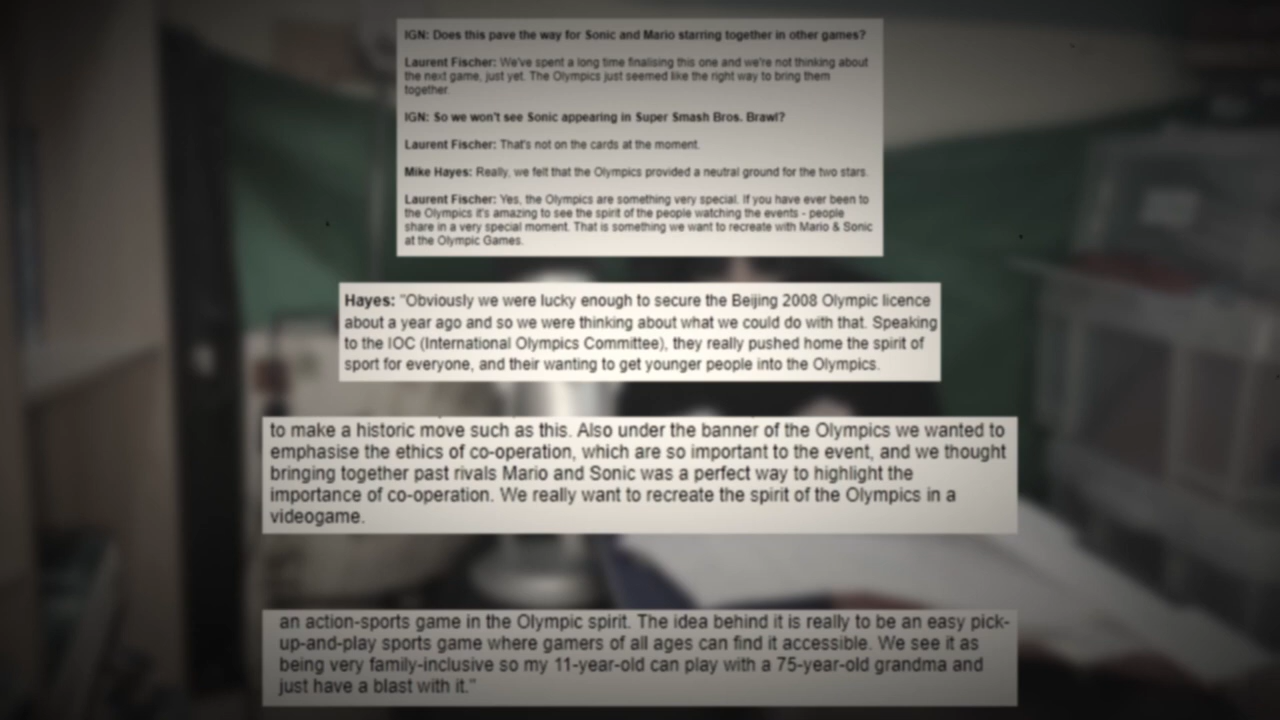 IGN: Does this pave the way for Sonic and Mario starring together in other games?
Laurent Fischer: We've spent a long time finalising this one and we're not thinking about
the next game, just yet. The Olympics just seemed like the right way to bring them
together.
IGN: So we won't see Sonic appearing in Super Smash Bros. Brawl?
Laurent Fischer: That's not on the cards at the moment.
Mike Hayes: Really, we felt that the Olympics provided a neutral ground for the two stars.
Laurent Fischer: Yes, the Olympics are something very special. If you have ever been to
the Olympics it's amazing to see the spirit of the people watching the events - people
share in a very special moment. That is something we want to recreate with Mario & Sonic
at the Olympic Games.
Hayes: "Obviously we were lucky enough to secure the Beijing 2008 Olympic licence
about a year ago and so we were thinking about what we could do with that. Speaking
to the IOC (International Olympics Committee), they really pushed home the spirit of
sport for everyone, and their wanting to get younger people into the Olympics.
to make a historic move such as this. Also under the banner of the Olympics we wanted to
emphasise the ethics of co-operation, which are so important to the event, and we thought
bringing together past rivals Mario and Sonic was a perfect way to highlight the
importance of co-operation. We really want to recreate the spirit of the Olympics in a
videogame.
an action-sports game in the Olympic spirit. The idea behind it is really to be an easy pick-
up-and-play sports game where gamers of all ages can find it accessible. We see it as
being very family-inclusive so my 11-year-old can play with a 75-year-old grandma and
just have a blast with it."